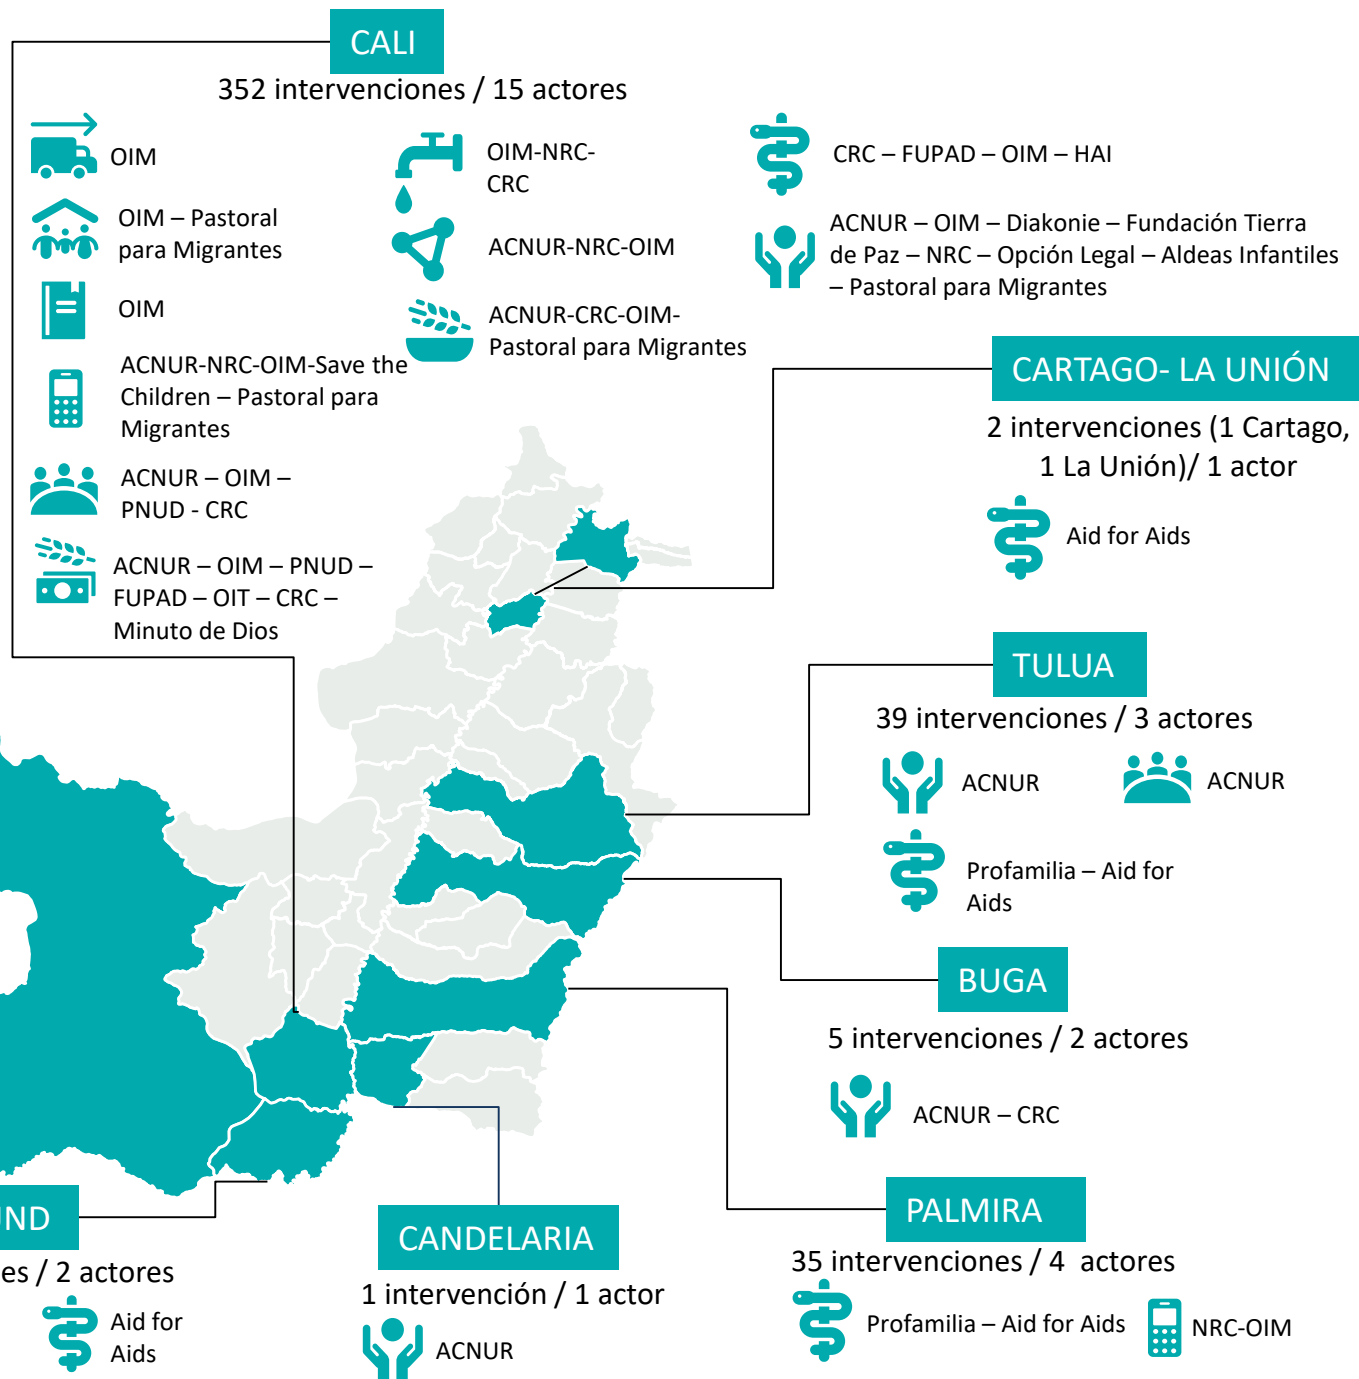 CALI
352 intervenciones / 15 actores
OIM
OIM – Pastoral
para Migrantes
OIM
ACNUR-NRC-OIM-Save the
Children – Pastoral para
Migrantes
ACNUR – OIM –
PNUD - CRC
ACNUR – OIM – PNUD –
FUPAD – OIT – CRC –
Minuto de Dios
OIM-NRC-
CRC
ACNUR-NRC-OIM
ACNUR-CRC-OIM-
Pastoral para Migrantes
CRC – FUPAD – OIM – HAI
ACNUR – OIM – Diakonie – Fundación Tierra
de Paz – NRC – Opción Legal – Aldeas Infantiles
– Pastoral para Migrantes
CARTAGO- LA UNIÓN
2 intervenciones (1 Cartago,
1 La Unión)/ 1 actor
Aid for Aids
TULUA
39 intervenciones / 3 actores
ACNUR
ACNUR
Profamilia – Aid for
Aids
BUGA
5 intervenciones / 2 actores
ACNUR – CRC
PALMIRA
35 intervenciones / 4 actores
Profamilia – Aid for Aids
NRC-OIM
CANDELARIA
1 intervención / 1 actor
ACNUR
UND
es / 2 actores
Aid for
Aids